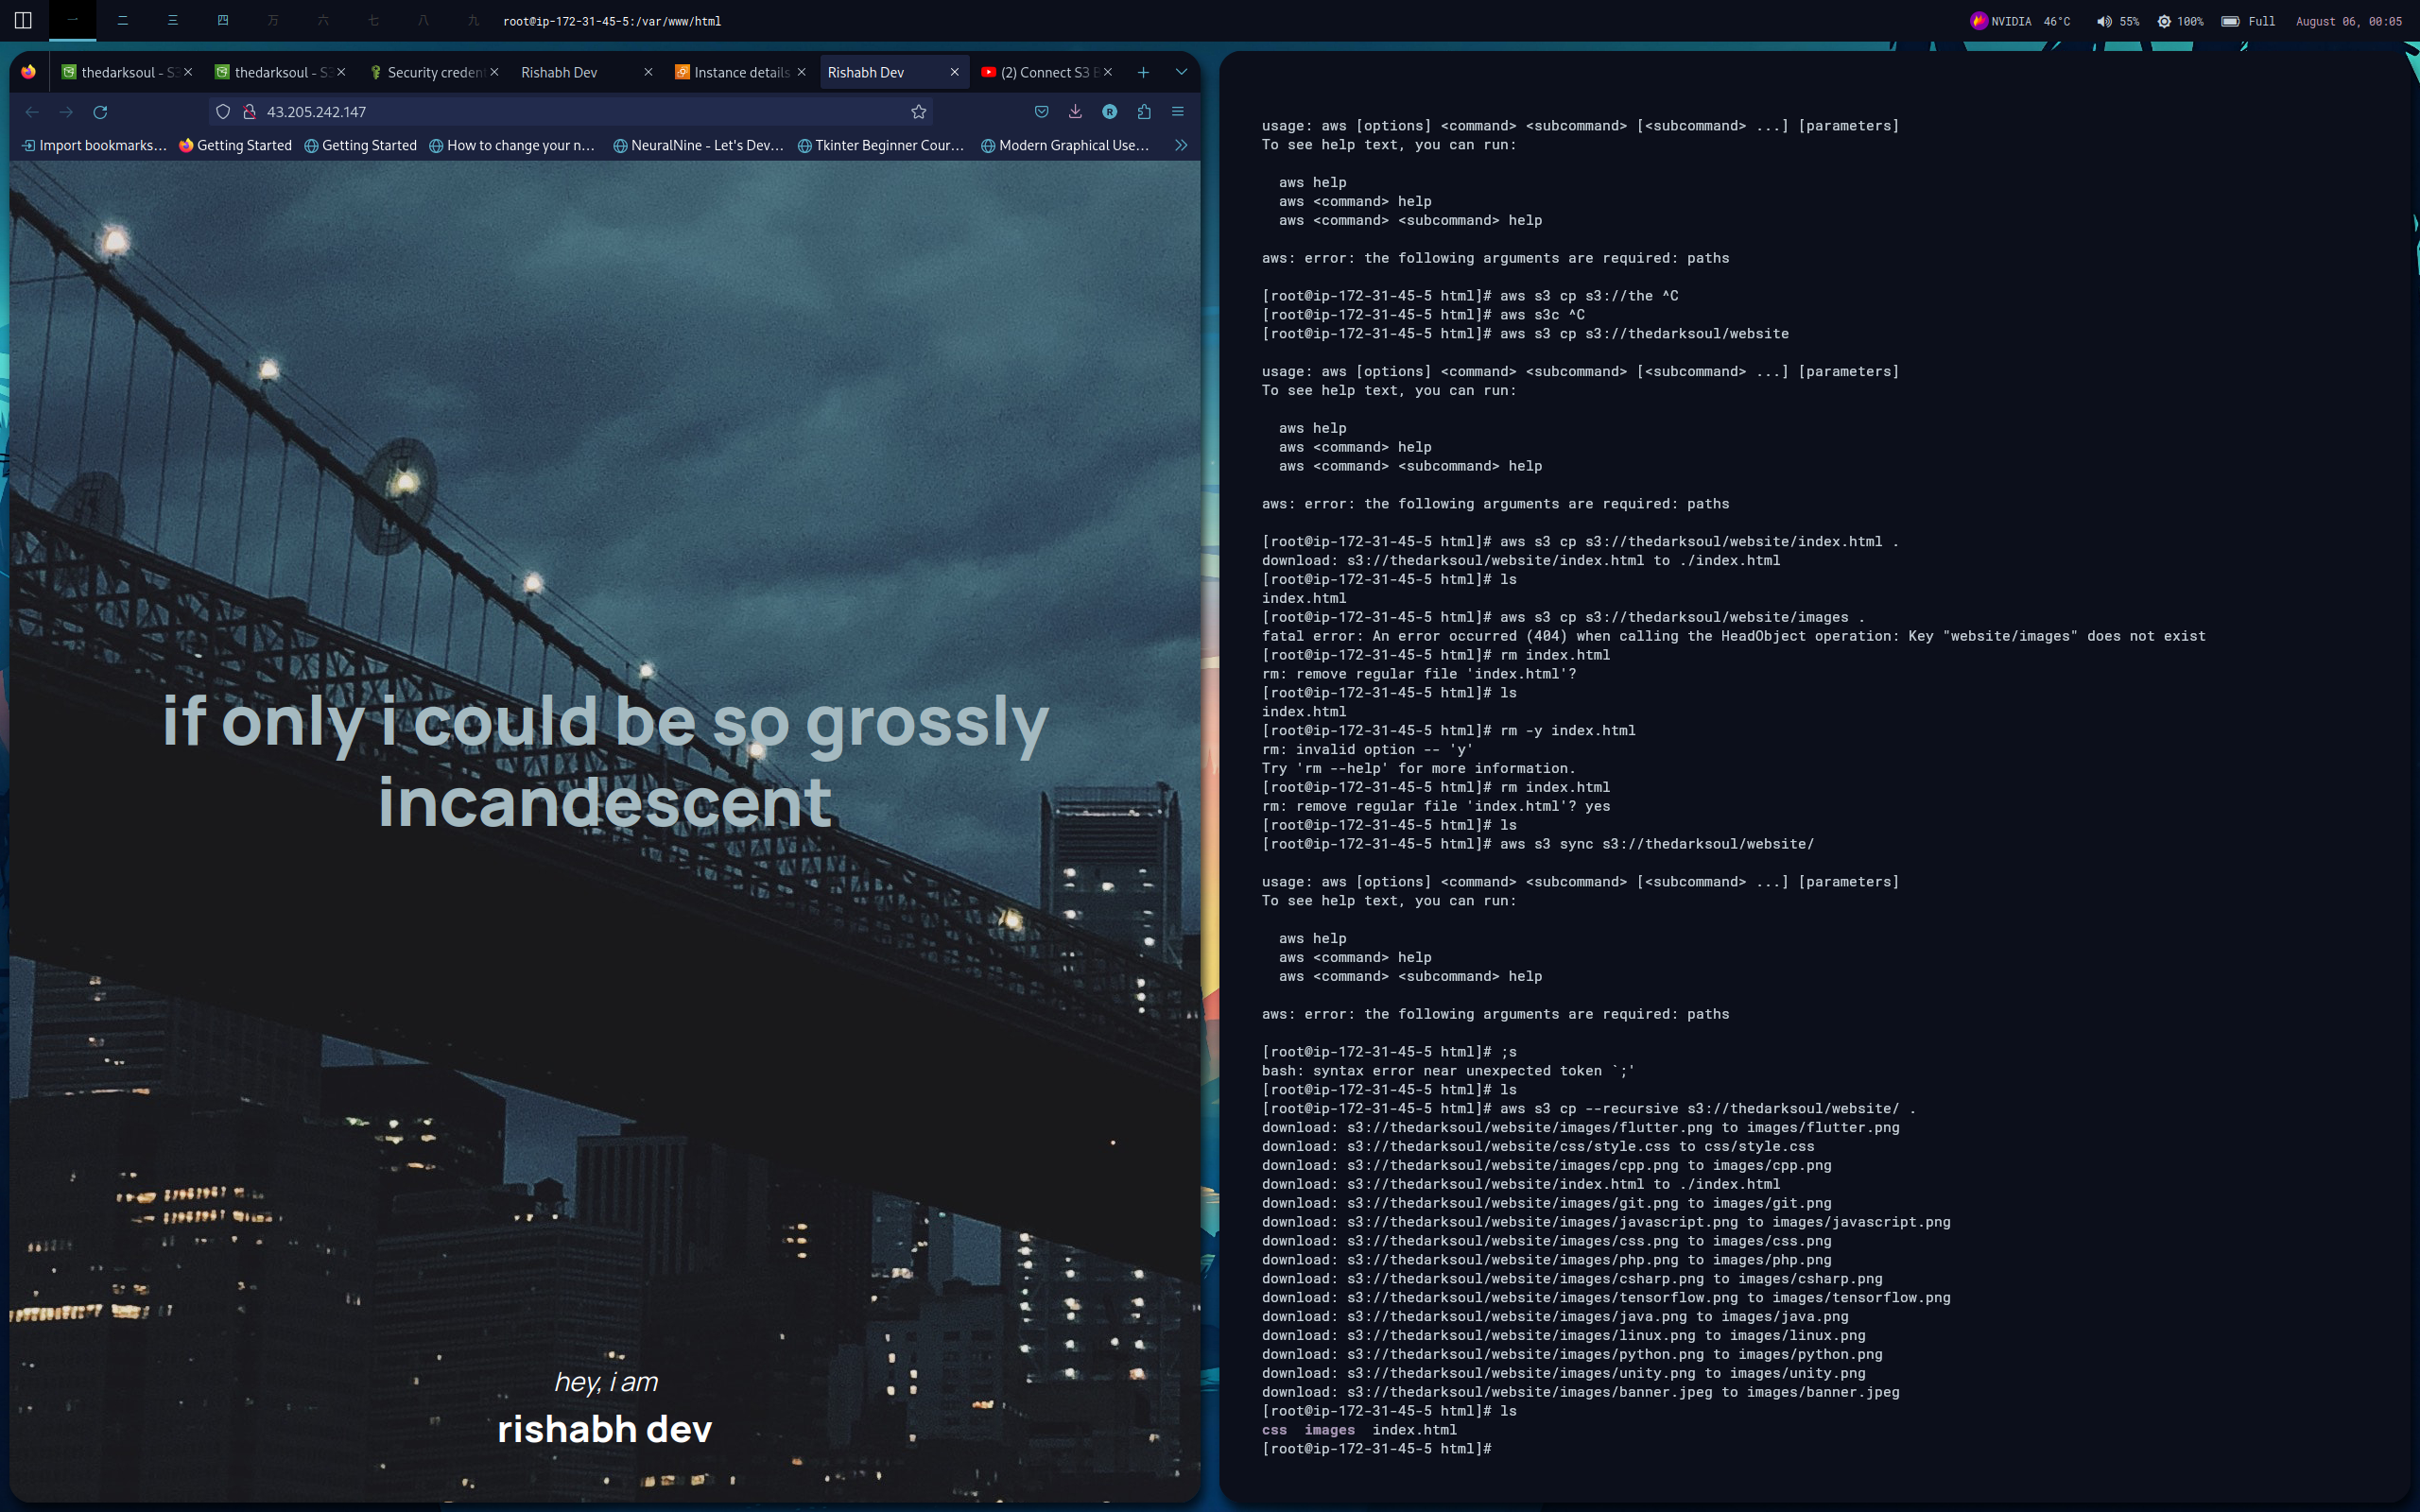 一 二 三 四 万 六 七 八 九 root@ip-172-31-45-5:/var/www/html NVIDIA 46°C 55% 100% Full August 06, 00:05
thedarksoul - S3 thedarksoul - S3 Security credent Rishabh Dev Instance details Rishabh Dev (2) Connect S3 B
43.205.242.147 R
Import bookmarks... Getting Started Getting Started How to change your n... NeuralNine - Let's Dev... Tkinter Beginner Cour... Modern Graphical Use...
if only i could be so grossly
incandescent
hey, i am
rishabh dev
usage: aws [options] <command> <subcommand> [<subcommand> ...] [parameters]
To see help text, you can run:
aws help
aws <command> help
aws <command> <subcommand> help
aws: error: the following arguments are required: paths
[root@ip-172-31-45-5 html]# aws s3 cp s3://the ^C
[root@ip-172-31-45-5 html]# aws s3c ^C
[root@ip-172-31-45-5 html]# aws s3 cp s3://thedarksoul/website
usage: aws [options] <command> <subcommand> [<subcommand> ...] [parameters]
To see help text, you can run:
aws help
aws <command> help
aws <command> <subcommand> help
aws: error: the following arguments are required: paths
[root@ip-172-31-45-5 html]# aws s3 cp s3://thedarksoul/website/index.html .
download: s3://thedarksoul/website/index.html to ./index.html
[root@ip-172-31-45-5 html]# ls
index.html
[root@ip-172-31-45-5 html]# aws s3 cp s3://thedarksoul/website/images .
fatal error: An error occurred (404) when calling the HeadObject operation: Key "website/images" does not exist
[root@ip-172-31-45-5 html]# rm index.html
rm: remove regular file 'index.html'?
[root@ip-172-31-45-5 html]# ls
index.html
[root@ip-172-31-45-5 html]# rm -y index.html
rm: invalid option -- 'y'
Try 'rm --help' for more information.
[root@ip-172-31-45-5 html]# rm index.html
rm: remove regular file 'index.html'? yes
[root@ip-172-31-45-5 html]# ls
[root@ip-172-31-45-5 html]# aws s3 sync s3://thedarksoul/website/
usage: aws [options] <command> <subcommand> [<subcommand> ...] [parameters]
To see help text, you can run:
aws help
aws <command> help
aws <command> <subcommand> help
aws: error: the following arguments are required: paths
[root@ip-172-31-45-5 html]# ;s
bash: syntax error near unexpected token `;'
[root@ip-172-31-45-5 html]# ls
[root@ip-172-31-45-5 html]# aws s3 cp --recursive s3://thedarksoul/website/ .
download: s3://thedarksoul/website/images/flutter.png to images/flutter.png
download: s3://thedarksoul/website/css/style.css to css/style.css
download: s3://thedarksoul/website/images/cpp.png to images/cpp.png
download: s3://thedarksoul/website/index.html to ./index.html
download: s3://thedarksoul/website/images/git.png to images/git.png
download: s3://thedarksoul/website/images/javascript.png to images/javascript.png
download: s3://thedarksoul/website/images/css.png to images/css.png
download: s3://thedarksoul/website/images/php.png to images/php.png
download: s3://thedarksoul/website/images/csharp.png to images/csharp.png
download: s3://thedarksoul/website/images/tensorflow.png to images/tensorflow.png
download: s3://thedarksoul/website/images/java.png to images/java.png
download: s3://thedarksoul/website/images/linux.png to images/linux.png
download: s3://thedarksoul/website/images/python.png to images/python.png
download: s3://thedarksoul/website/images/unity.png to images/unity.png
download: s3://thedarksoul/website/images/banner.jpeg to images/banner.jpeg
[root@ip-172-31-45-5 html]# ls
css images index.html
[root@ip-172-31-45-5 html]#